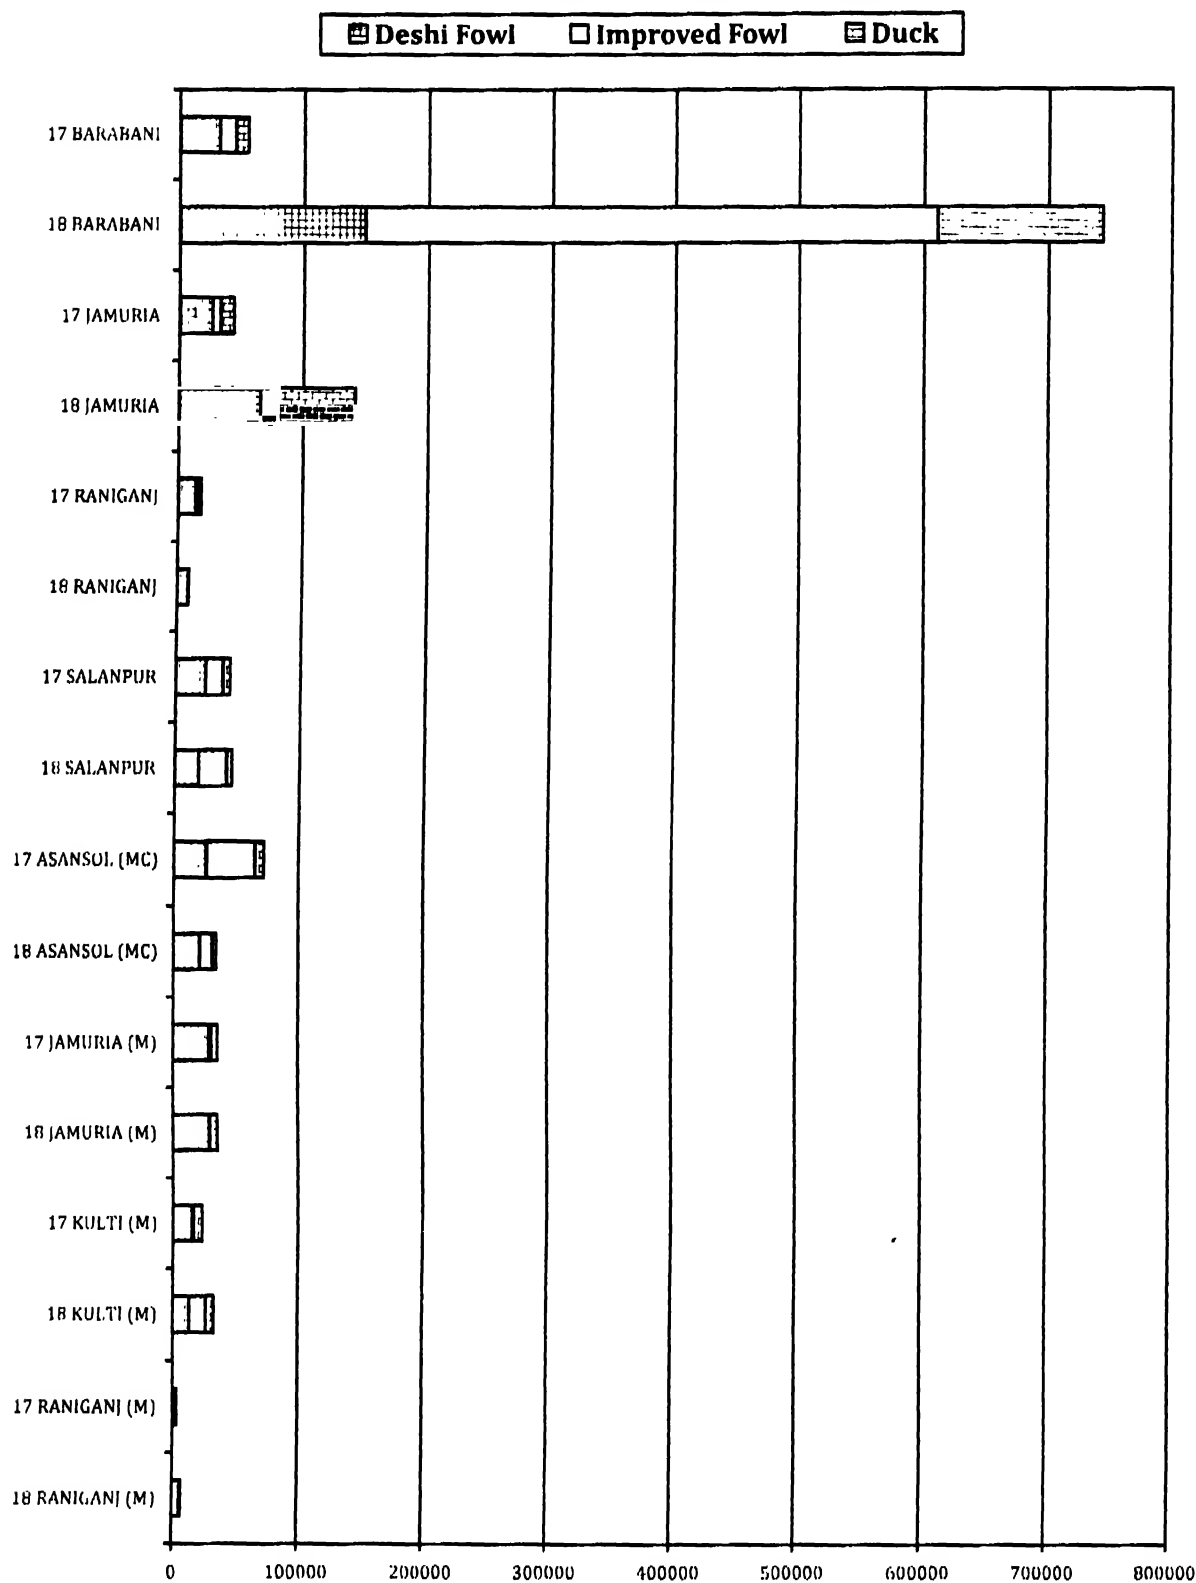 Deshi Fowl Improved Fowl Duck
17 BARABANI
18 BARABANI
17 JAMURIA
18 JAMURIA
17 RANIGANJ
18 RANIGANJ
17 SALANPUR
18 SALANPUR
17 ASANSOL (MC)
18 ASANSOL (MC)
17 JAMURIA (M)
18 JAMURIA (M)
17 KULTI (M)
18 KULTI (M)
17 RANIGANJ (M)
18 RANIGANJ (M)
0 100000 200000 300000 400000 500000 600000 700000 800000